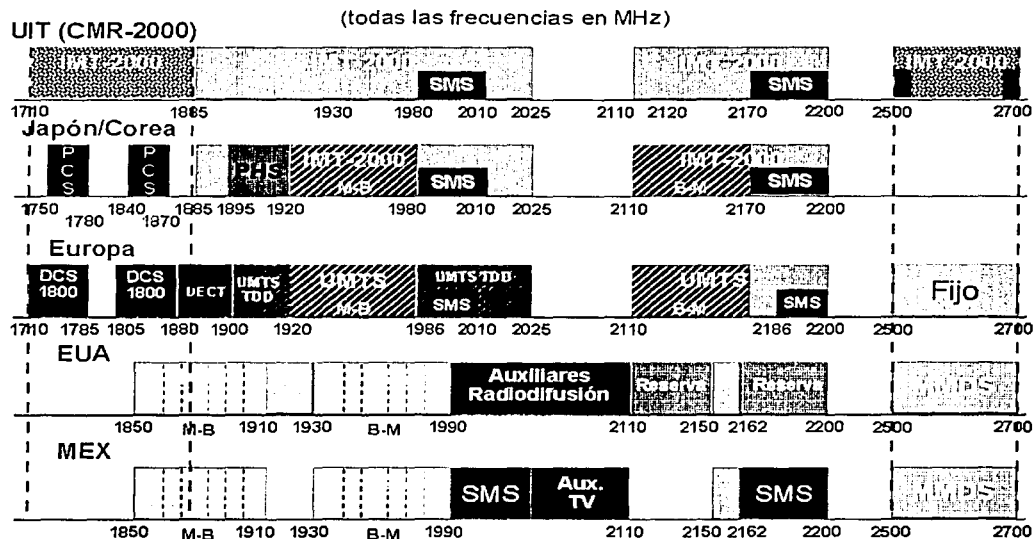 (todas las frecuencias en MHz)
UIT (CMR-2000)
IMT-2000 IMT-2000 SMS IMT-2000 SMS IMT-2000
1710 1885 1930 1980 2010 2025 2110 2120 2170 2200 2500 2700
Japón/Corea
PCS PCS PHS IMT-2000 M-B SMS IMT-2000 B-M SMS
1750 1840 1885 1895 1920 1980 2010 2025 2110 2170 2200
1780 1870
Europa
DCS 1800 DCS 1800 DECT UMTS TDD UMTS M-B UMTS TDD SMS UMTS B-M SMS Fijo
1710 1785 1805 1880 1900 1920 1986 2010 2025 2110 2186 2200 2500 2700
EUA
Auxiliares Radiodifusión Reserva Reserva MMDS
1850 M-B 1910 1930 B-M 1990 2110 2150 2162 2200 2500 2700
MEX
SMS Aux. TV SMS MMDS
1850 M-B 1910 1930 B-M 1990 2110 2150 2162 2200 2500 2700